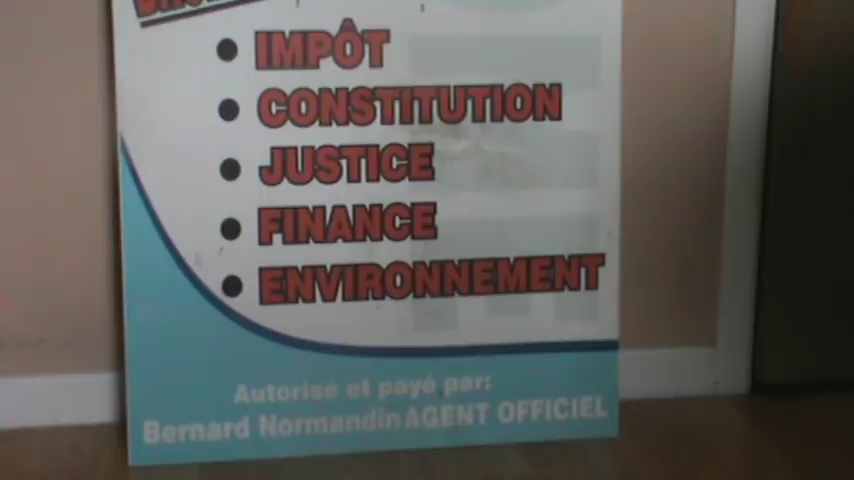 IMPÔT
CONSTITUTION
JUSTICE
FINANCE
ENVIRONNEMENT
Autorisé et payé par:
Bernard Normandin AGENT OFFICIEL